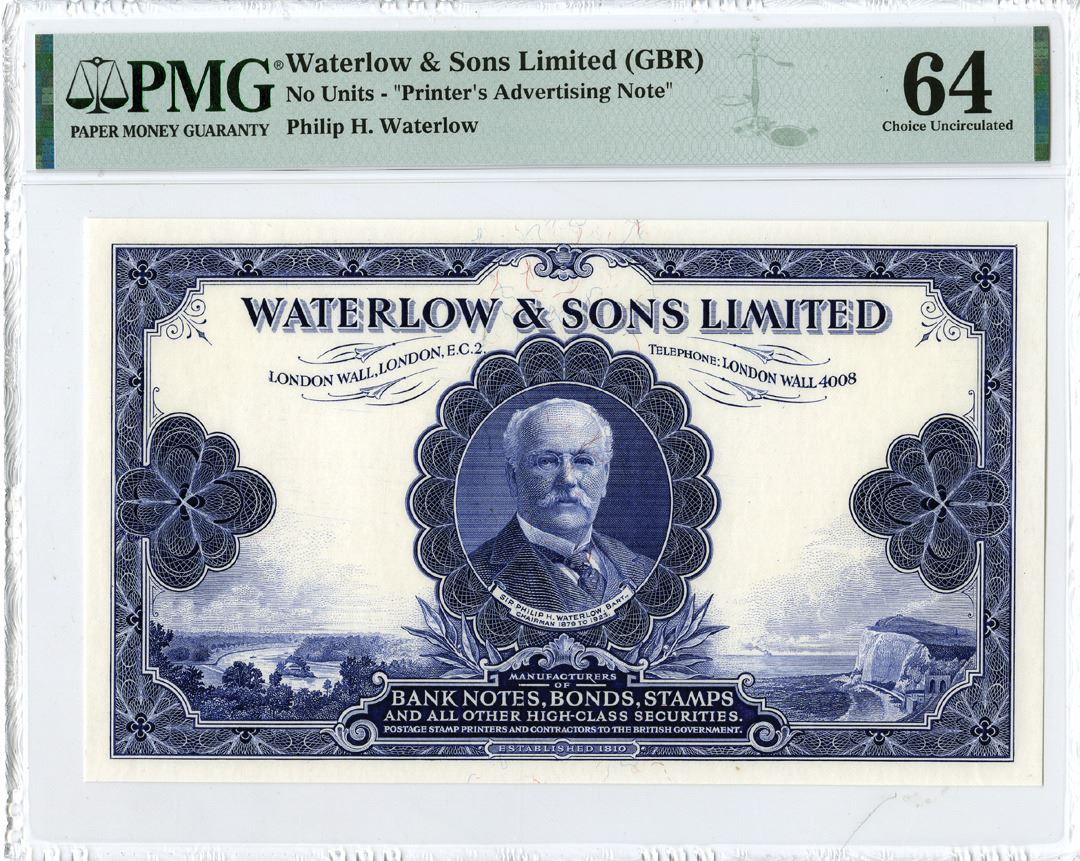 PMG®
PAPER MONEY GUARANTY
Waterlow & Sons Limited (GBR)
No Units - "Printer's Advertising Note"
Philip H. Waterlow
64
Choice Uncirculated
WATERLOW & SONS LIMITED
LONDON WALL, LONDON, E.C.2.
TELEPHONE: LONDON WALL 4008
SIR PHILIP H. WATERLOW, BART.,
CHAIRMAN 1879 TO 1923.
MANUFACTURERS
OF
BANK NOTES, BONDS, STAMPS
AND ALL OTHER HIGH-CLASS SECURITIES.
POSTAGE STAMP PRINTERS AND CONTRACTORS TO THE BRITISH GOVERNMENT.
ESTABLISHED 1810